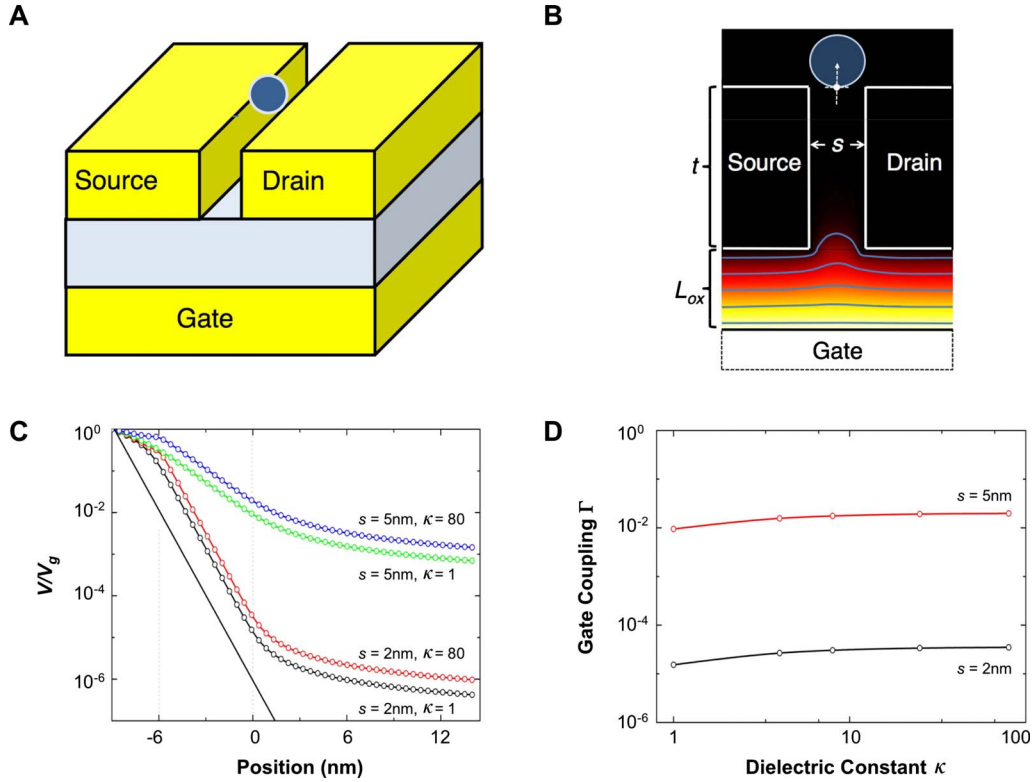 A
Source
Drain
Gate
B
t
s
Source
Drain
L_ox
Gate
C
10^0
10^-2
10^-4
10^-6
V/V_g
s = 5nm, κ = 80
s = 5nm, κ = 1
s = 2nm, κ = 80
s = 2nm, κ = 1
-6
0
6
12
Position (nm)
D
10^0
10^-2
10^-4
10^-6
Gate Coupling Γ
s = 5nm
s = 2nm
1
10
100
Dielectric Constant κ